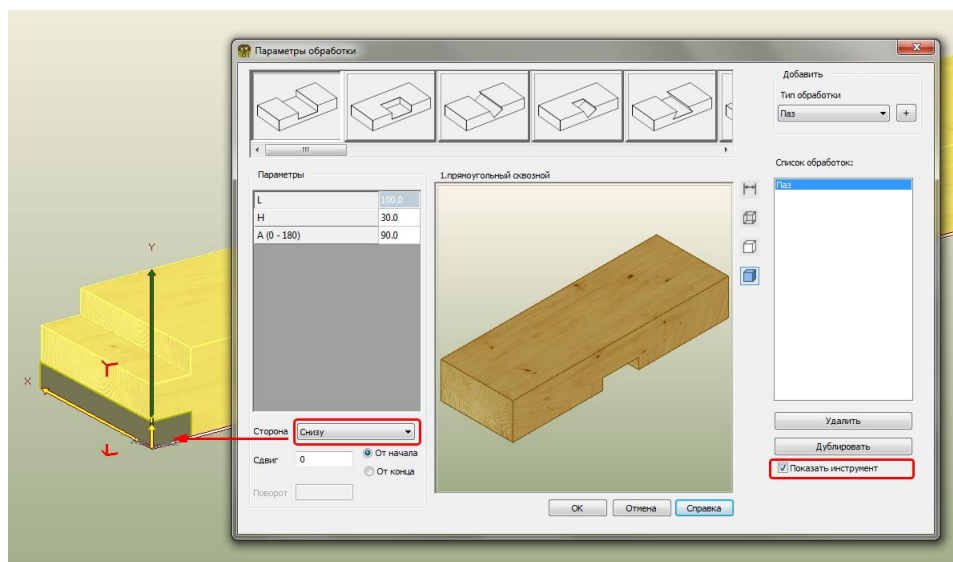 Параметры обработки
Добавить
Тип обработки
Паз
+
Список обработок:
Паз
Параметры
1.прямоугольный сквозной
L 100.0
H 30.0
A (0 - 180) 90.0
Y
X
Сторона Снизу
Сдвиг 0
От начала
От конца
Поворот
Удалить
Дублировать
Показать инструмент
ОК
Отмена
Справка